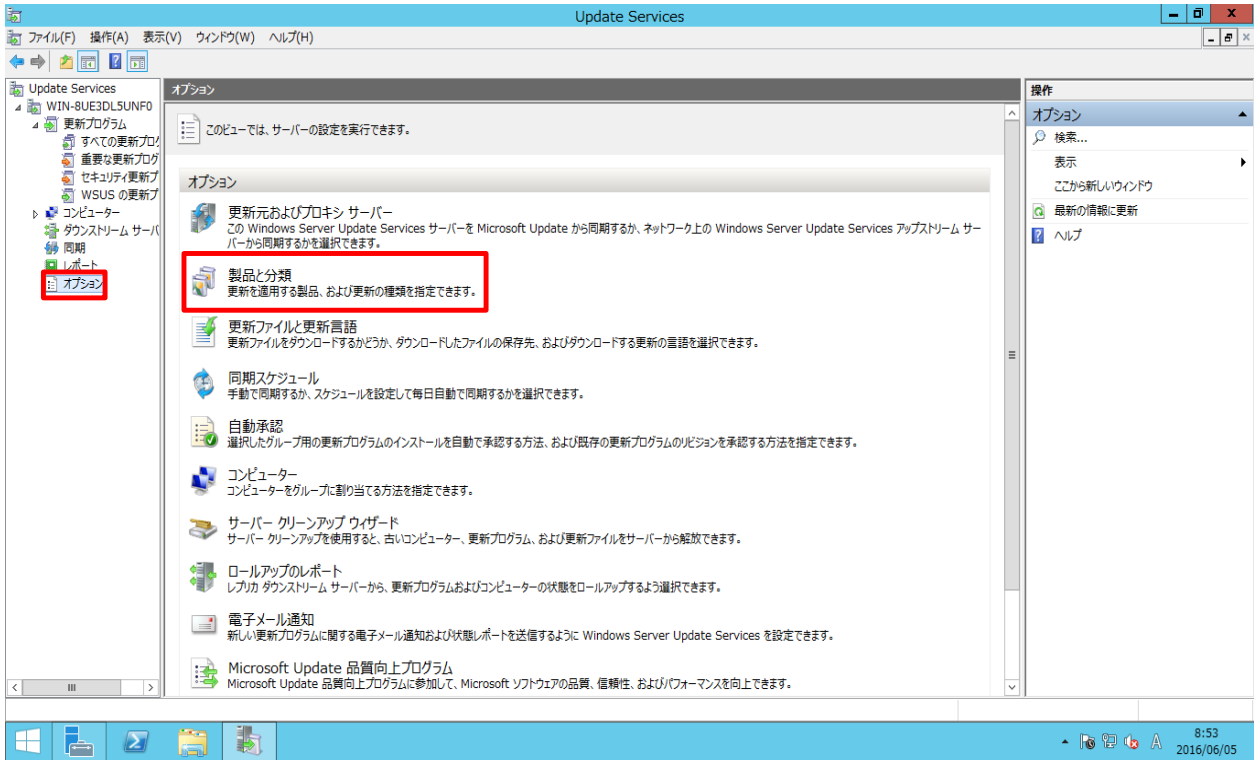 Update Services
ファイル(F) 操作(A) 表示(V) ウィンドウ(W) ヘルプ(H)
Update Services
WIN-8UE3DL5UNF0
更新プログラム
すべての更新プログ
重要な更新プログ
セキュリティ更新プ
WSUS の更新プ
コンピューター
ダウンストリーム サーバ
同期
レポート
オプション
オプション
このビューでは、サーバーの設定を実行できます。
オプション
更新元およびプロキシ サーバー
この Windows Server Update Services サーバーを Microsoft Update から同期するか、ネットワーク上の Windows Server Update Services アップストリーム サー
バーから同期するかを選択できます。
製品と分類
更新を適用する製品、および更新の種類を指定できます。
更新ファイルと更新言語
更新ファイルをダウンロードするかどうか、ダウンロードしたファイルの保存先、およびダウンロードする更新の言語を選択できます。
同期スケジュール
手動で同期するか、スケジュールを設定して毎日自動で同期するかを選択できます。
自動承認
選択したグループ用の更新プログラムのインストールを自動で承認する方法、および既存の更新プログラムのリビジョンを承認する方法を指定できます。
コンピューター
コンピューターをグループに割り当てる方法を指定できます。
サーバー クリーンアップ ウィザード
サーバー クリーンアップを使用すると、古いコンピューター、更新プログラム、および更新ファイルをサーバーから解放できます。
ロールアップのレポート
レプリカ ダウンストリーム サーバーから、更新プログラムおよびコンピューターの状態をロールアップするよう選択できます。
電子メール通知
新しい更新プログラムに関する電子メール通知および状態レポートを送信するように Windows Server Update Services を設定できます。
Microsoft Update 品質向上プログラム
Microsoft Update 品質向上プログラムに参加して、Microsoft ソフトウェアの品質、信頼性、およびパフォーマンスを向上できます。
操作
オプション
検索...
表示
ここから新しいウィンドウ
最新の情報に更新
ヘルプ
A
8:53
2016/06/05